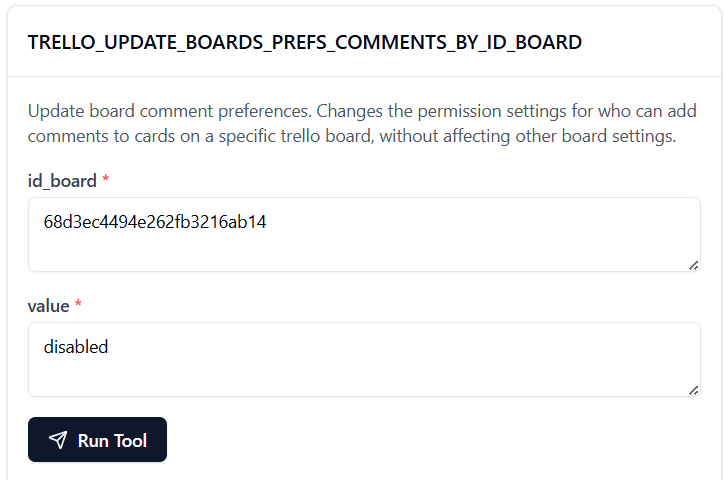 TRELLO_UPDATE_BOARDS_PREFS_COMMENTS_BY_ID_BOARD
Update board comment preferences. Changes the permission settings for who can add
comments to cards on a specific trello board, without affecting other board settings.
id_board *
68d3ec4494e262fb3216ab14
value *
disabled
Run Tool